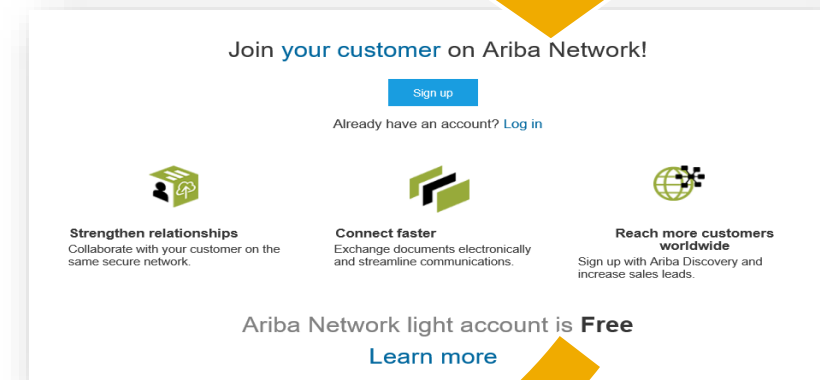 Join your customer on Ariba Network!
Sign up
Already have an account? Log in
Strengthen relationships
Collaborate with your customer on the
same secure network.
Connect faster
Exchange documents electronically
and streamline communications.
Reach more customers
worldwide
Sign up with Ariba Discovery and
increase sales leads.
Ariba Network light account is Free
Learn more